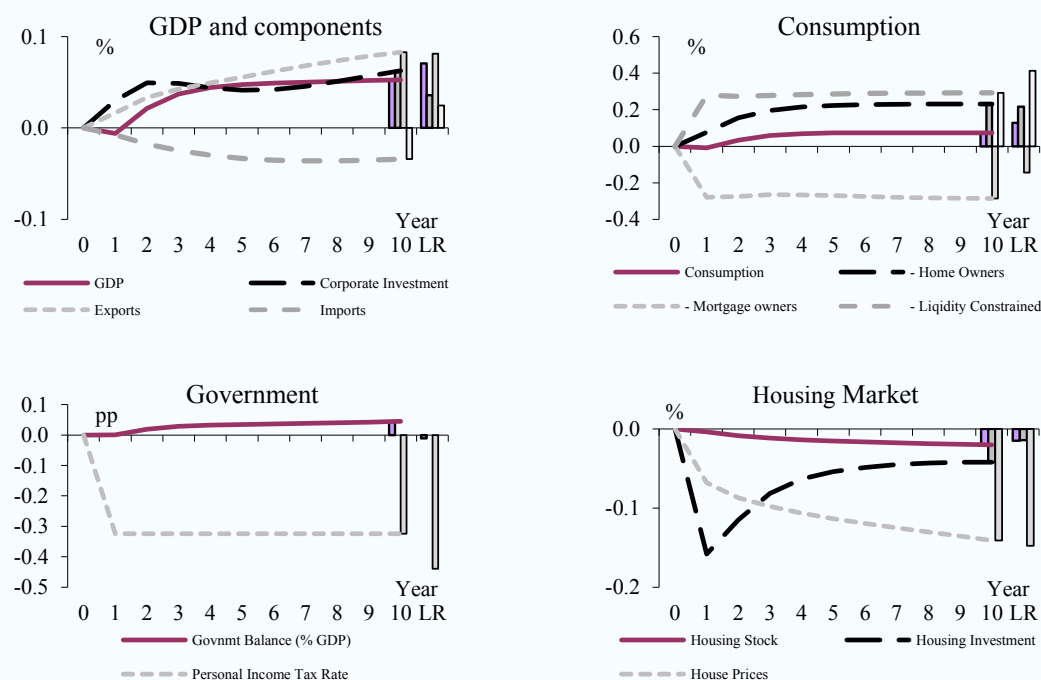 GDP and components
0.1
%
0.0
-0.1
Year
0 1 2 3 4 5 6 7 8 9 10 LR
GDP
Corporate Investment
Exports
Imports
Consumption
0.6
%
0.4
0.2
0.0
-0.2
-0.4
Year
0 1 2 3 4 5 6 7 8 9 10 LR
Consumption
- Home Owners
- Mortgage owners
- Liqidity Constrained
Government
0.1
pp
0.0
-0.1
-0.2
-0.3
-0.4
-0.5
Year
0 1 2 3 4 5 6 7 8 9 10 LR
Govnmt Balance (% GDP)
Personal Income Tax Rate
Housing Market
%
0.0
-0.1
-0.2
Year
0 1 2 3 4 5 6 7 8 9 10 LR
Housing Stock
Housing Investment
House Prices